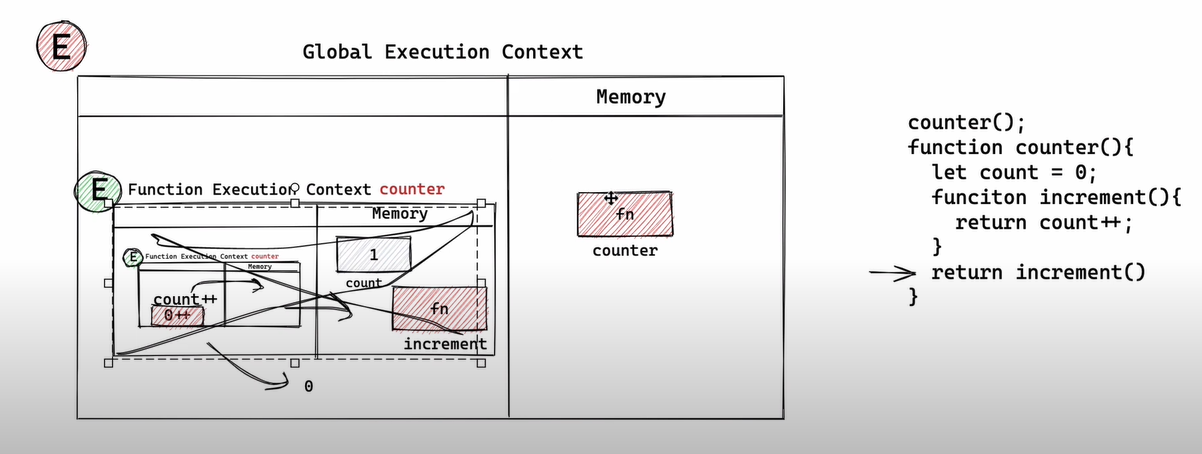 E
Global Execution Context
Memory
E
Function Execution Context counter
Memory
1
count
E
Function Execution Context counter
Memory
count++
0++
fn
increment
0
fn
counter
counter();
function counter(){
let count = 0;
funciton increment(){
return count++;
}
return increment()
}